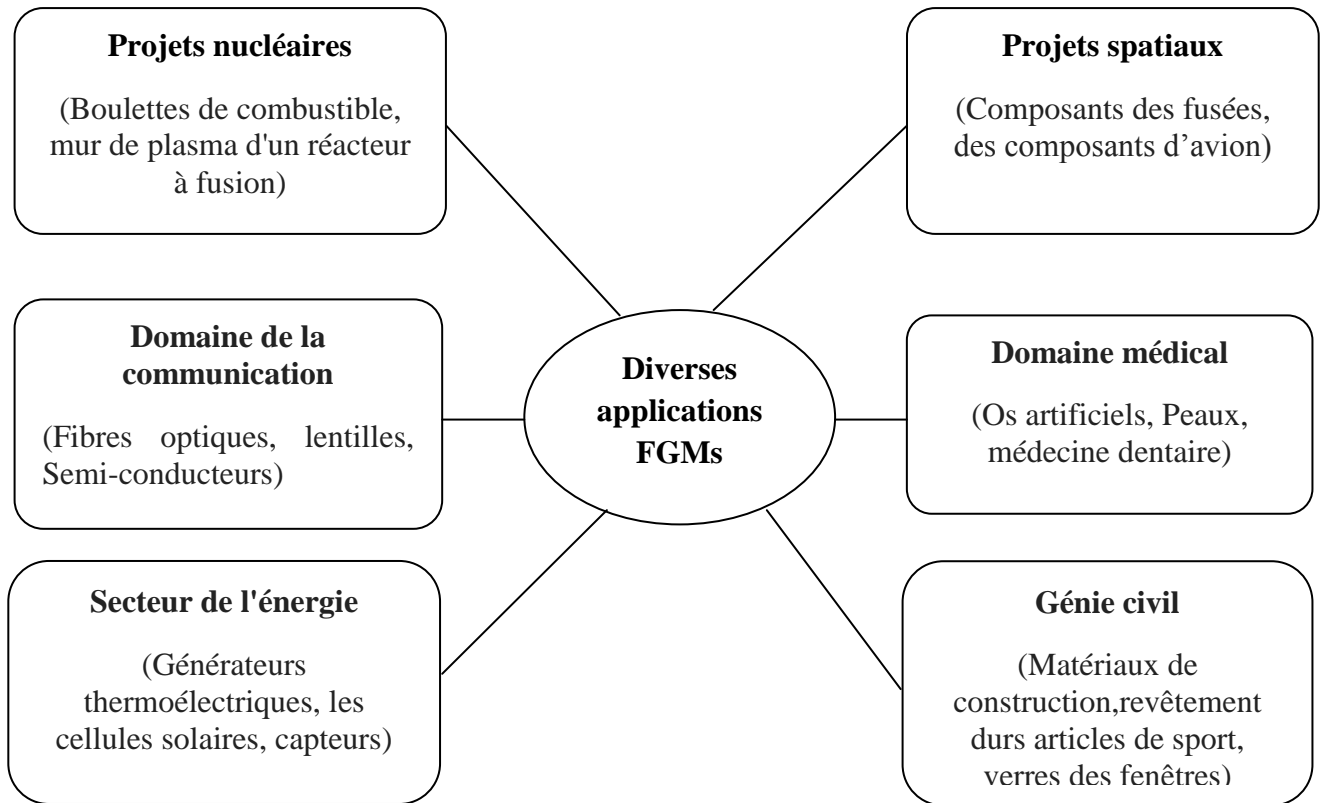 Projets nucléaires
(Boulettes de combustible,
mur de plasma d'un réacteur
à fusion)
Projets spatiaux
(Composants des fusées,
des composants d’avion)
Domaine de la
communication
(Fibres optiques, lentilles,
Semi-conducteurs)
Diverses
applications
FGMs
Domaine médical
(Os artificiels, Peaux,
médecine dentaire)
Secteur de l'énergie
(Générateurs
thermoélectriques, les
cellules solaires, capteurs)
Génie civil
(Matériaux de
construction,revêtement
durs articles de sport,
verres des fenêtres)